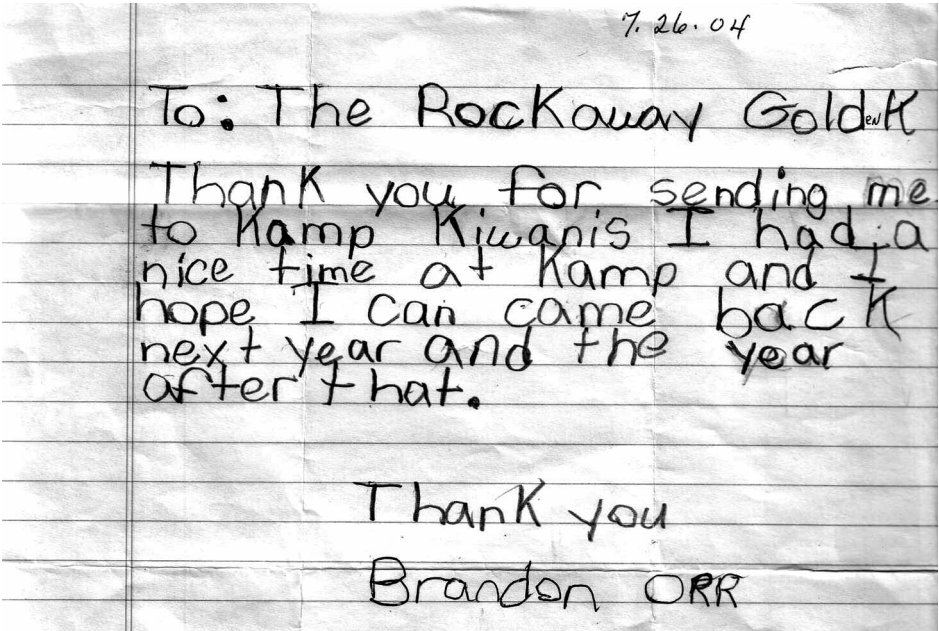 7.26.04
To: The Rockaway Golden K
Thank you for sending me
to Kamp Kiwanis I had a
nice time at Kamp and I
hope I can came back
next year and the year
after that.
Thank you
Brandon ORR